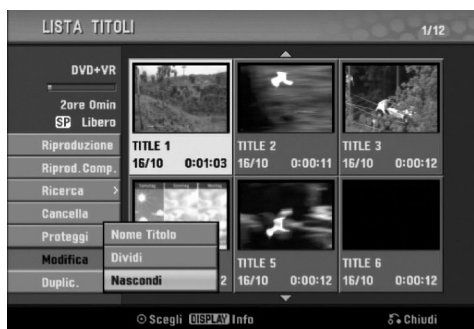 LISTA TITOLI
1/12
DVD+VR
2ore 0min
SP Libero
Riproduzione
Riprod.Comp.
Ricerca >
Cancella
Proteggi
Modifica
Duplic.
Nome Titolo
Dividi
Nascondi
TITLE 1
16/10 0:01:03
TITLE 2
16/10 0:00:11
TITLE 3
16/10 0:00:12
2
TITLE 5
16/10 0:00:12
TITLE 6
16/10 0:00:12
Scegli DISPLAY Info
Chiudi